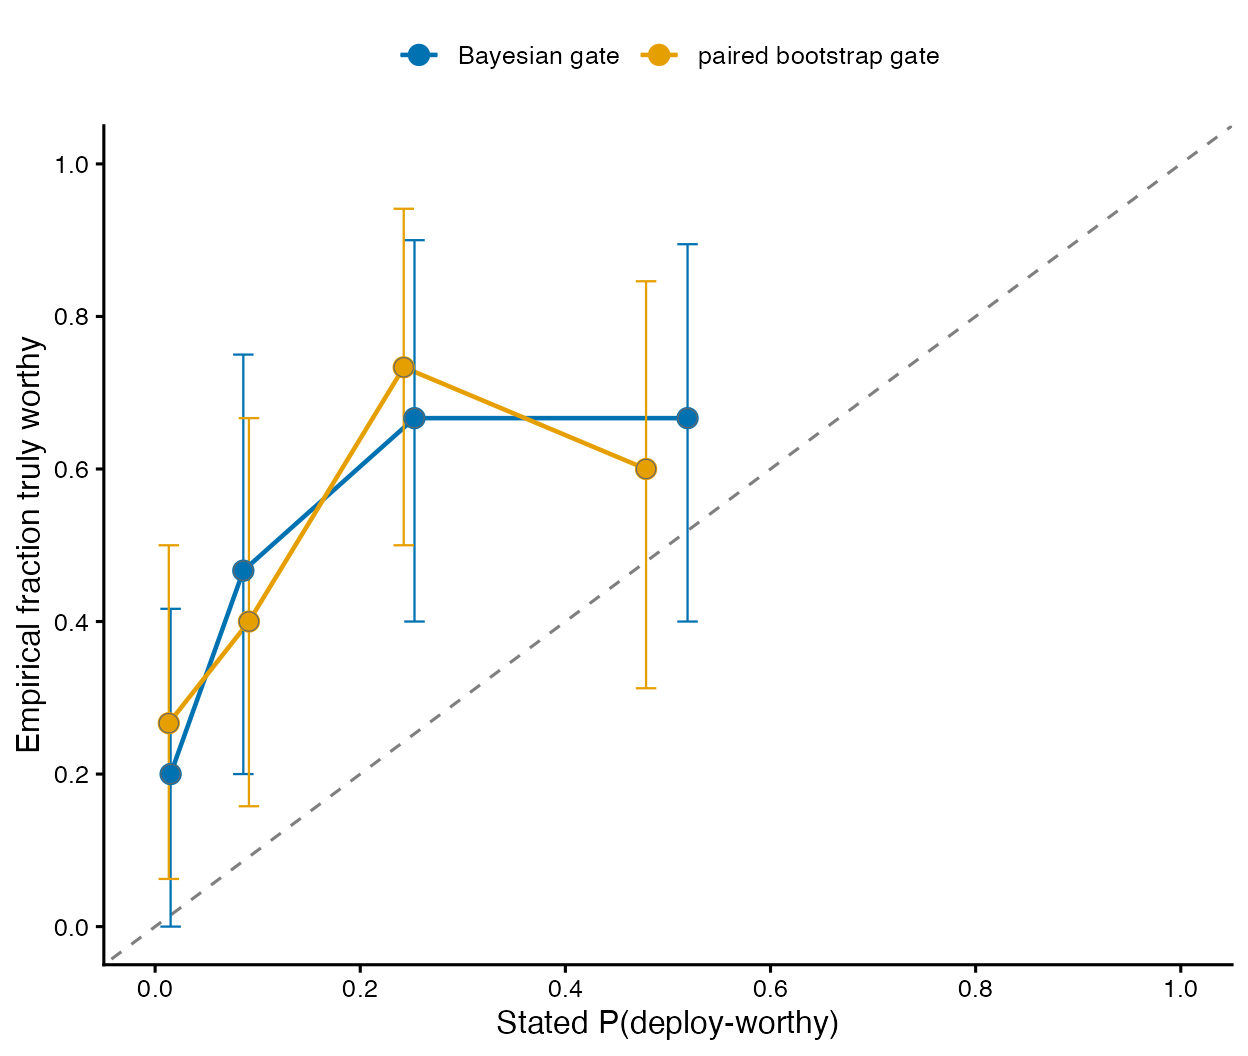 Bayesian gate paired bootstrap gate
1.0
0.8
0.6
0.4
0.2
0.0
Empirical fraction truly worthy
0.0 0.2 0.4 0.6 0.8 1.0
Stated P(deploy-worthy)